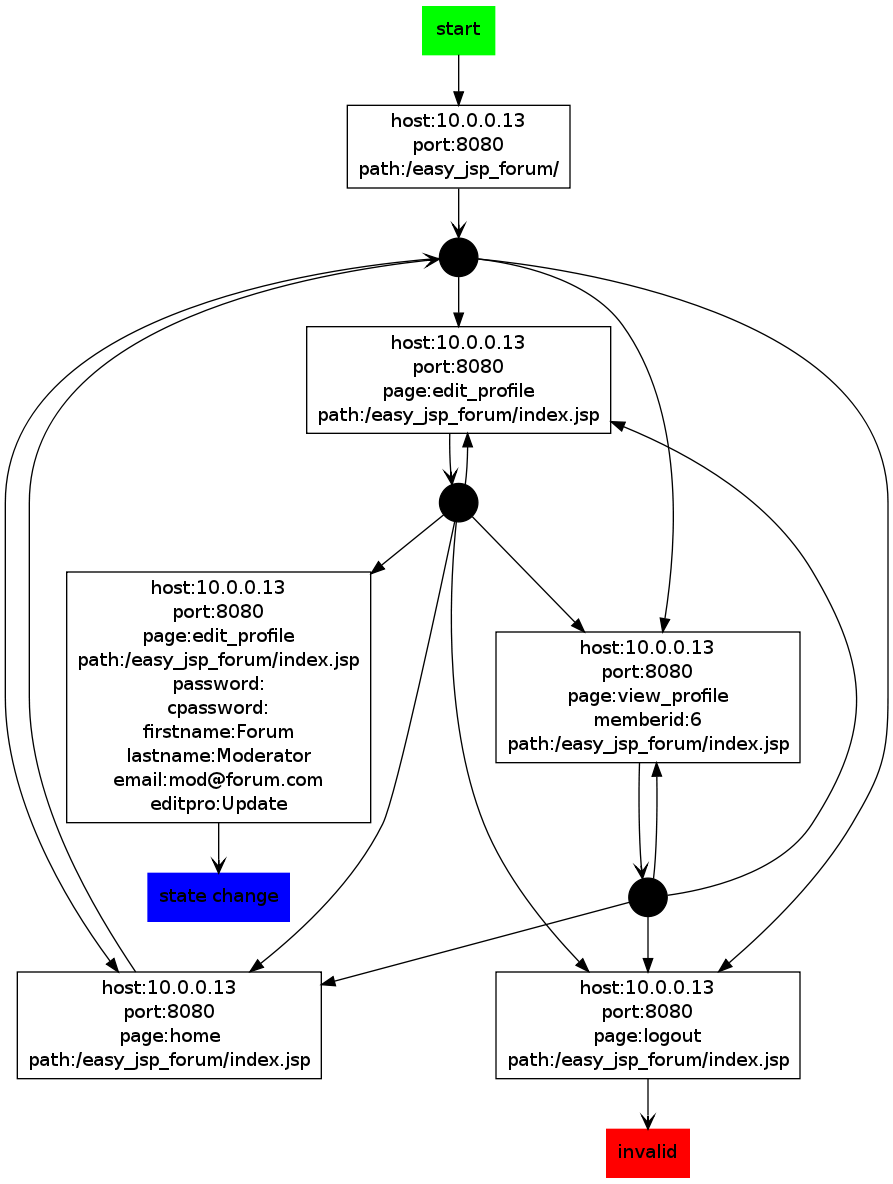 start
host:10.0.0.13
port:8080
path:/easy_jsp_forum/
host:10.0.0.13
port:8080
page:edit_profile
path:/easy_jsp_forum/index.jsp
host:10.0.0.13
port:8080
page:edit_profile
path:/easy_jsp_forum/index.jsp
password:
cpassword:
firstname:Forum
lastname:Moderator
email:mod@forum.com
editpro:Update
host:10.0.0.13
port:8080
page:view_profile
memberid:6
path:/easy_jsp_forum/index.jsp
state change
host:10.0.0.13
port:8080
page:home
path:/easy_jsp_forum/index.jsp
host:10.0.0.13
port:8080
page:logout
path:/easy_jsp_forum/index.jsp
invalid